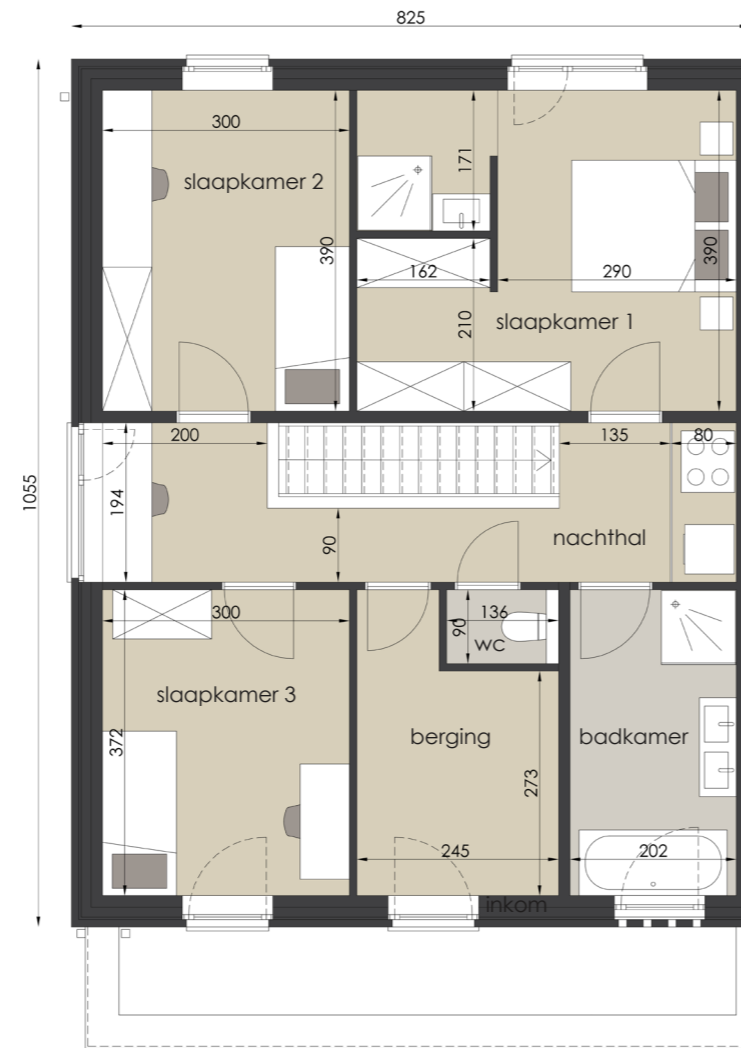 825
300
171
slaapkamer 2
390
390
162
290
210
slaapkamer 1
200
135
80
1055
194
90
nachthal
300
90
136
wc
slaapkamer 3
372
berging
badkamer
273
245
202
inkom